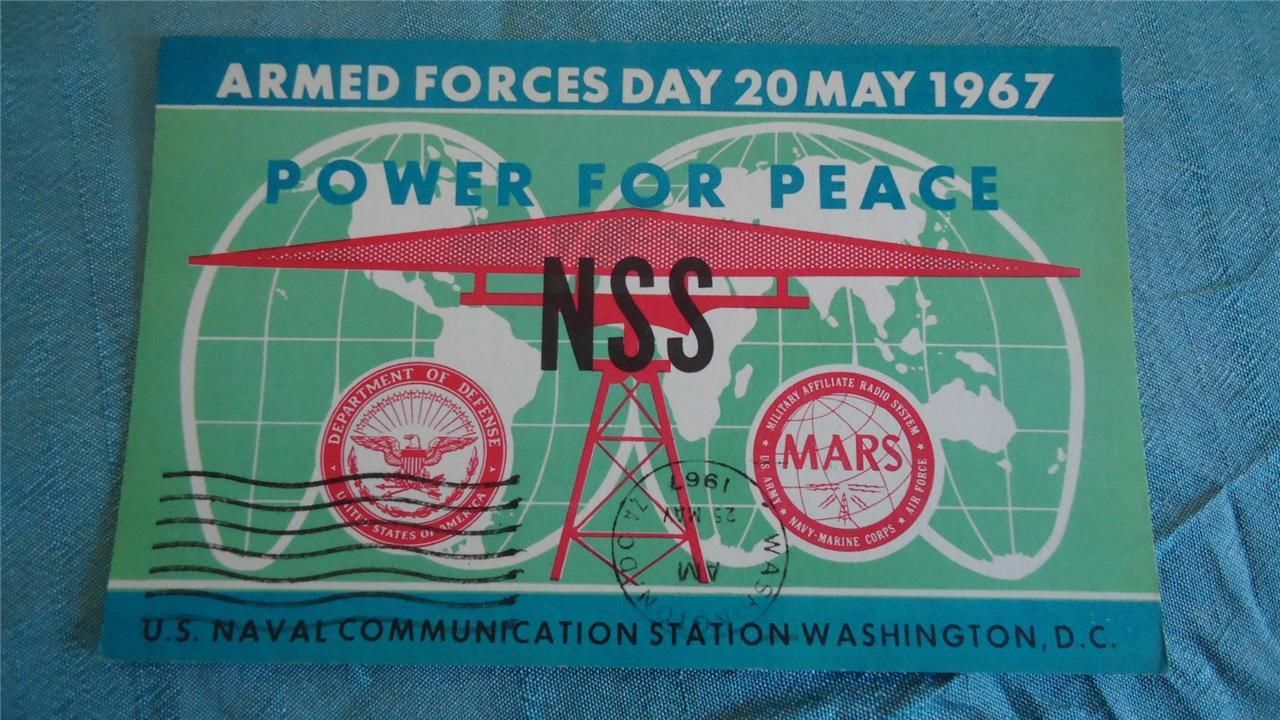 ARMED FORCES DAY 20 MAY 1967
POWER FOR PEACE
NSS
DEPARTMENT OF DEFENSE
UNITED STATES OF AMERICA
MILITARY AFFILIATE RADIO SYSTEM
MARS
★ U.S. ARMY ★ NAVY-MARINE CORPS ★ AIR FORCE ★
1967
25 MAY
AM
U.S. NAVAL COMMUNICATION STATION WASHINGTON, D.C.